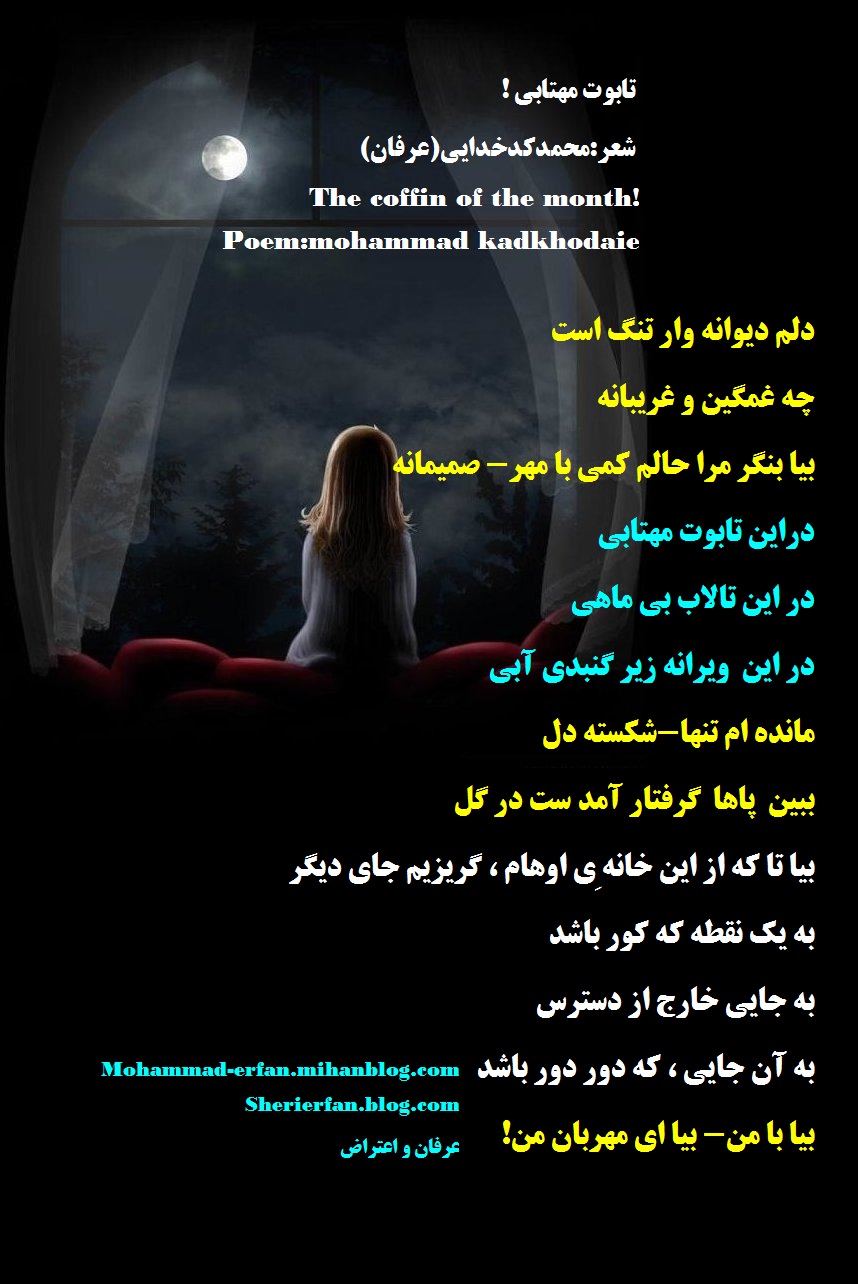 تابوت مهتابی !
شعر:محمدکدخدایی(عرفان)
The coffin of the month!
Poem:mohammad kadkhodaie
دلم دیوانه وار تنگ است
چه غمگین و غریبانه
بیا بنگر مرا حالم کمی با مهر- صمیمانه
دراین تابوت مهتابی
در این تالاب بی ماهی
در این ویرانه زیر گنبدی آبی
مانده ام تنها-شکسته دل
ببین پاها گرفتار آمد ست در گل
بیا تا که از این خانه ِی اوهام ، گریزیم جای دیگر
به یک نقطه که کور باشد
به جایی خارج از دسترس
به آن جایی ، که دور دور باشد
بیا با من- بیا ای مهربان من!
Mohammad-erfan.mihanblog.com
Sherierfan.blog.com
عرفان و اعتراض